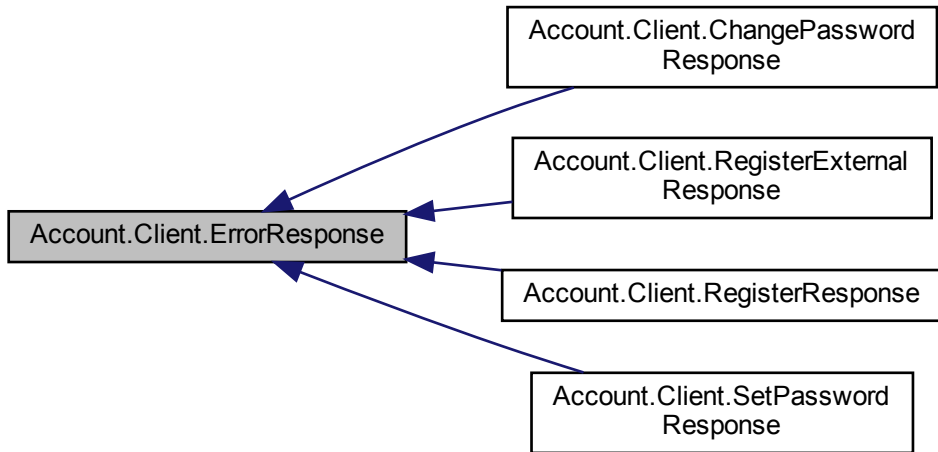 Account.Client.ChangePassword
Response
Account.Client.RegisterExternal
Response
Account.Client.ErrorResponse
Account.Client.RegisterResponse
Account.Client.SetPassword
Response